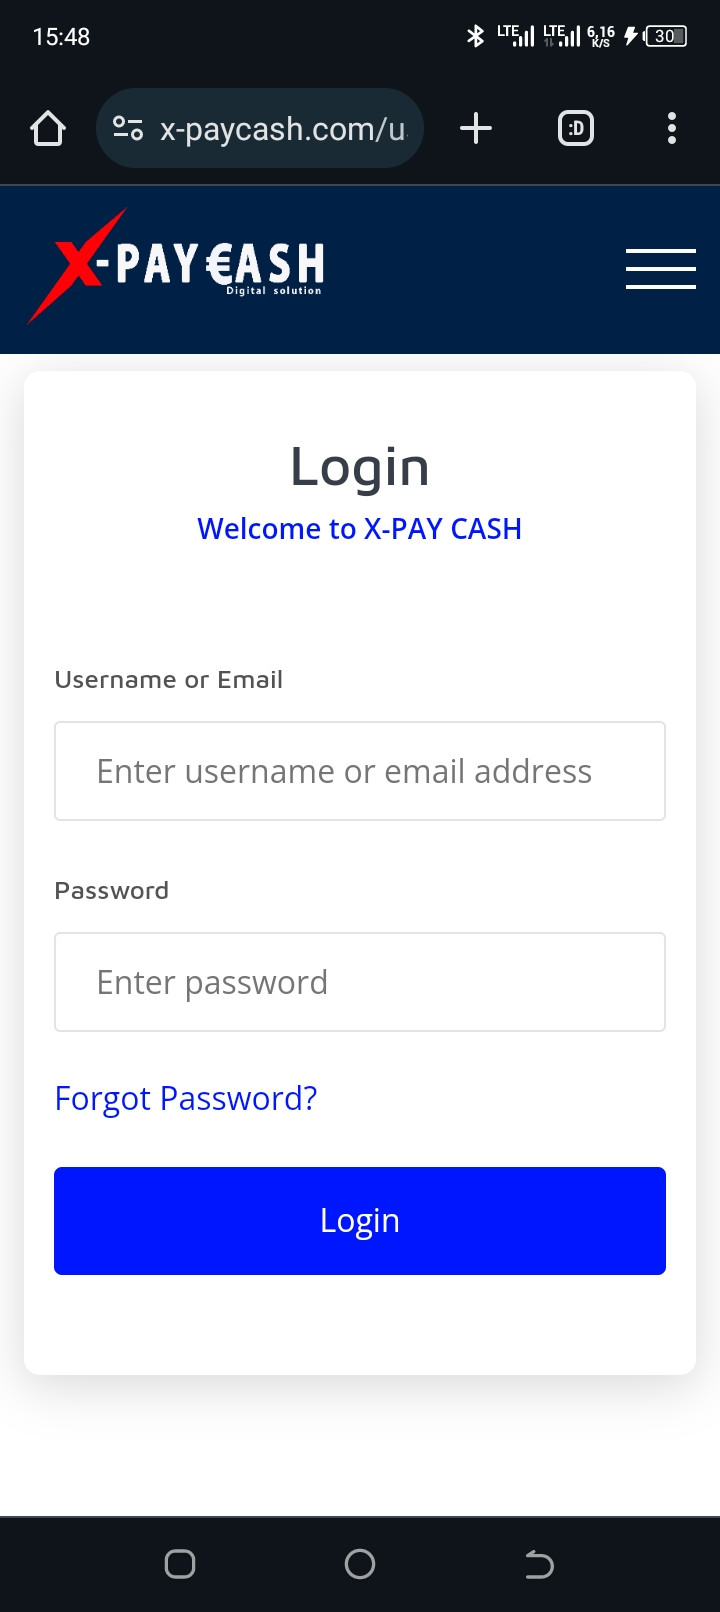 15:48
LTE LTE 6,16 K/S 30
x-paycash.com/u
:D
X-PAY€ASH
Digital solution
Login
Welcome to X-PAY CASH
Username or Email
Enter username or email address
Password
Enter password
Forgot Password?
Login